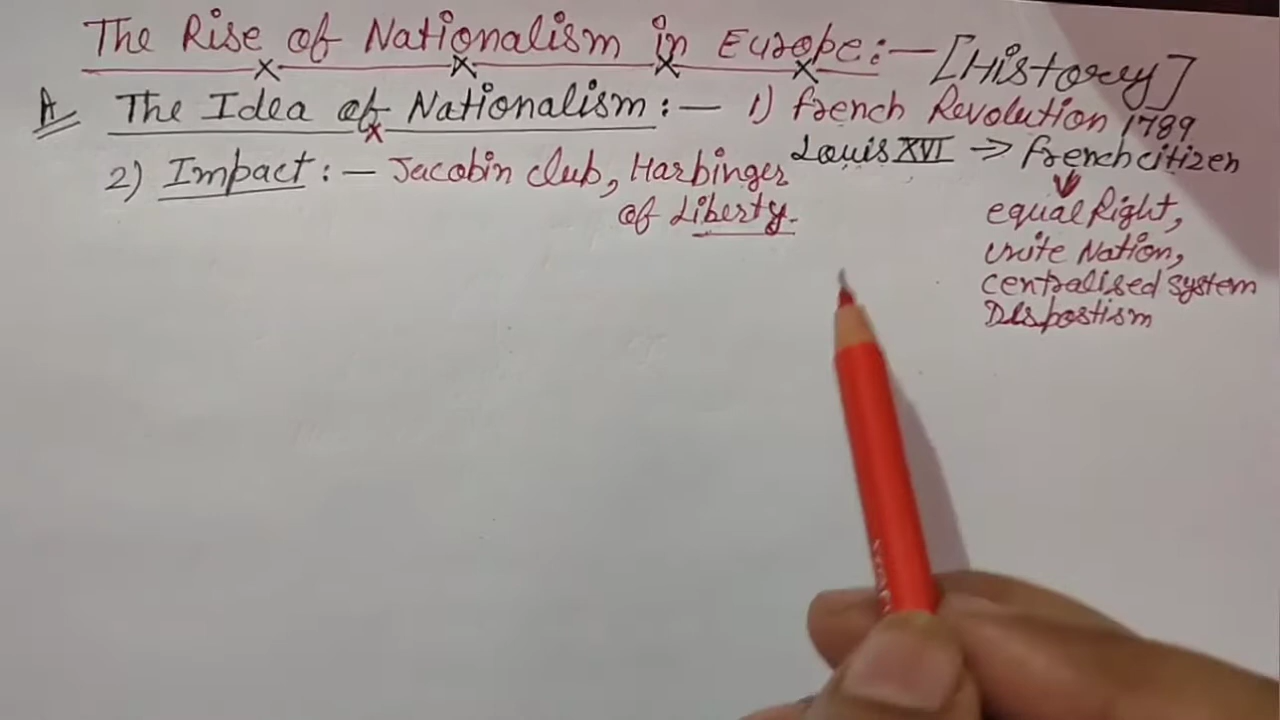 The Rise of Nationalism in Europe:— [History]
A The Idea of Nationalism:— 1) French Revolution 1789
Louis XVI → French citizen
2) Impact:— Jacobin club, Harbinger
of Liberty.
equal Right,
Unite Nation,
centralised system
Despostism